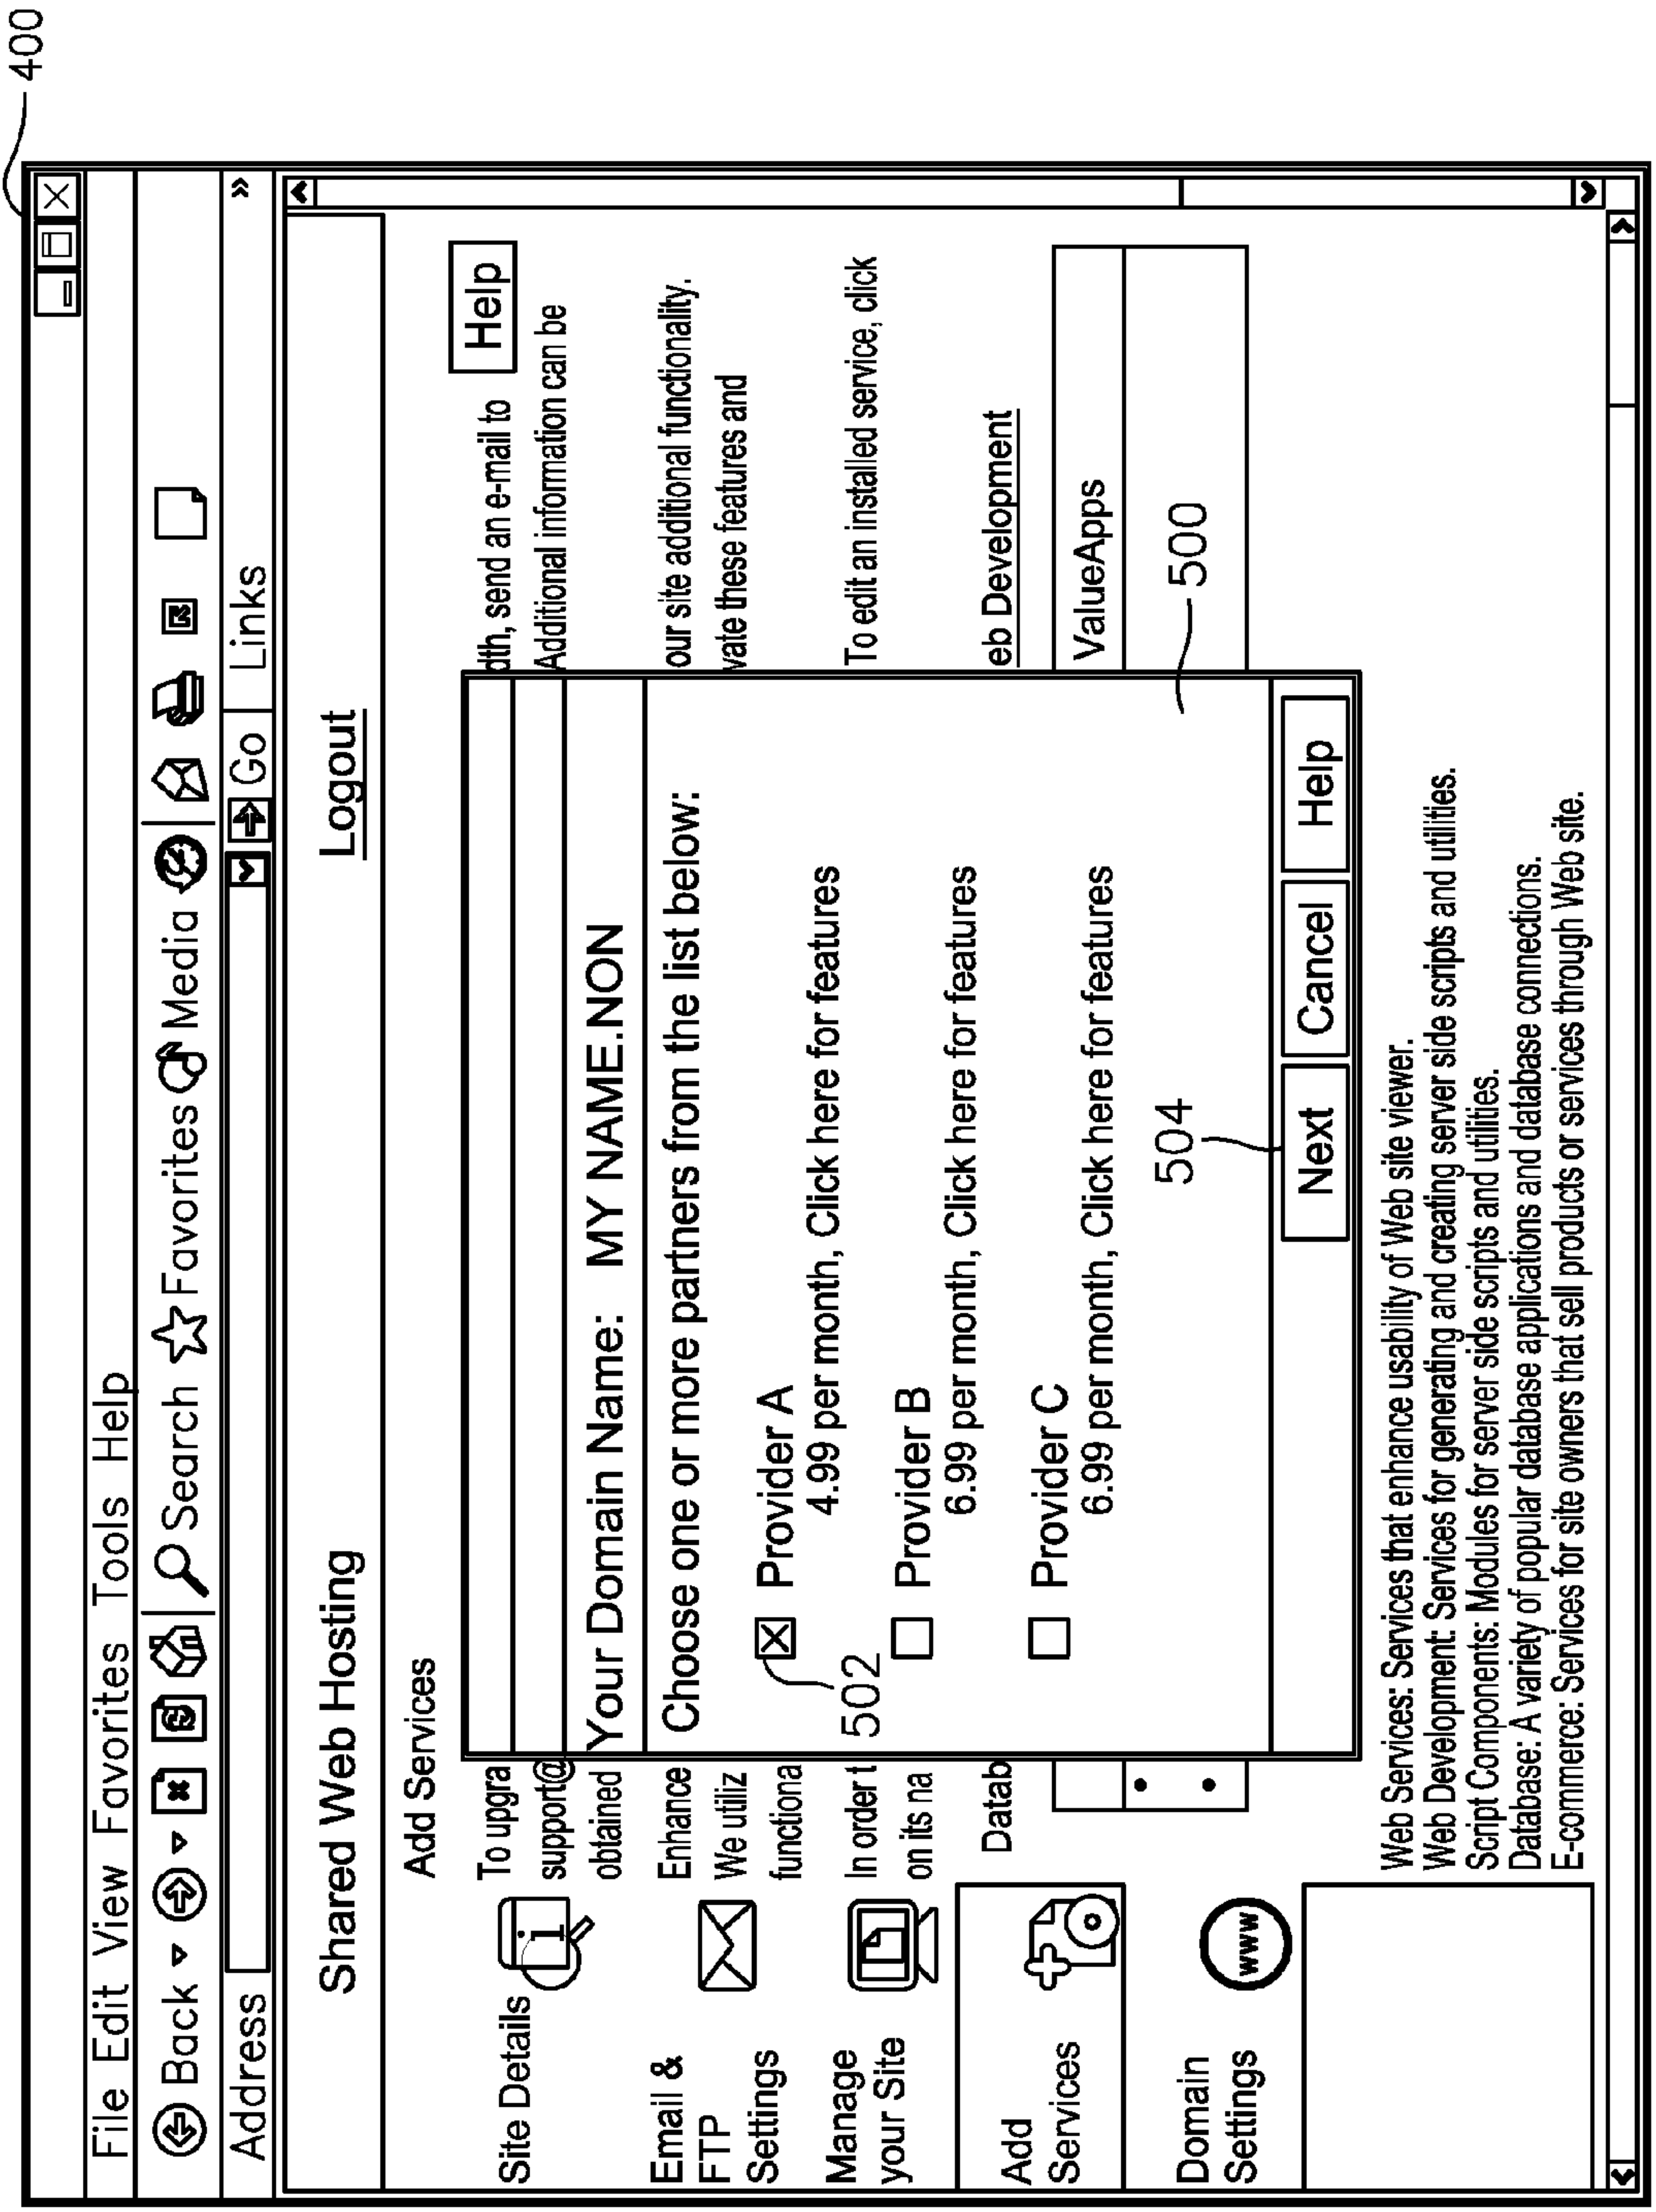 400
File Edit View Favorites Tools Help
Back Search Favorites Media
Address Go Links
Shared Web Hosting Logout
Add Services
Help
Site Details
Email &
FTP
Settings
Manage
your Site
Add
Services
Domain
Settings
www
To upgra dth, send an e-mail to
support@ Additional information can be
obtained
Enhance our site additional functionality.
We utiliz vate these features and
functiona
In order t To edit an installed service, click
on its na
Datab eb Development
ValueApps
Your Domain Name: MY NAME.NON
Choose one or more partners from the list below:
Provider A
4.99 per month, Click here for features
502
Provider B
6.99 per month, Click here for features
Provider C
6.99 per month, Click here for features
500
504
Next Cancel Help
Web Services: Services that enhance usability of Web site viewer.
Web Development: Services for generating and creating server side scripts and utilities.
Script Components: Modules for server side scripts and utilities.
Database: A variety of popular database applications and database connections.
E-commerce: Services for site owners that sell products or services through Web site.